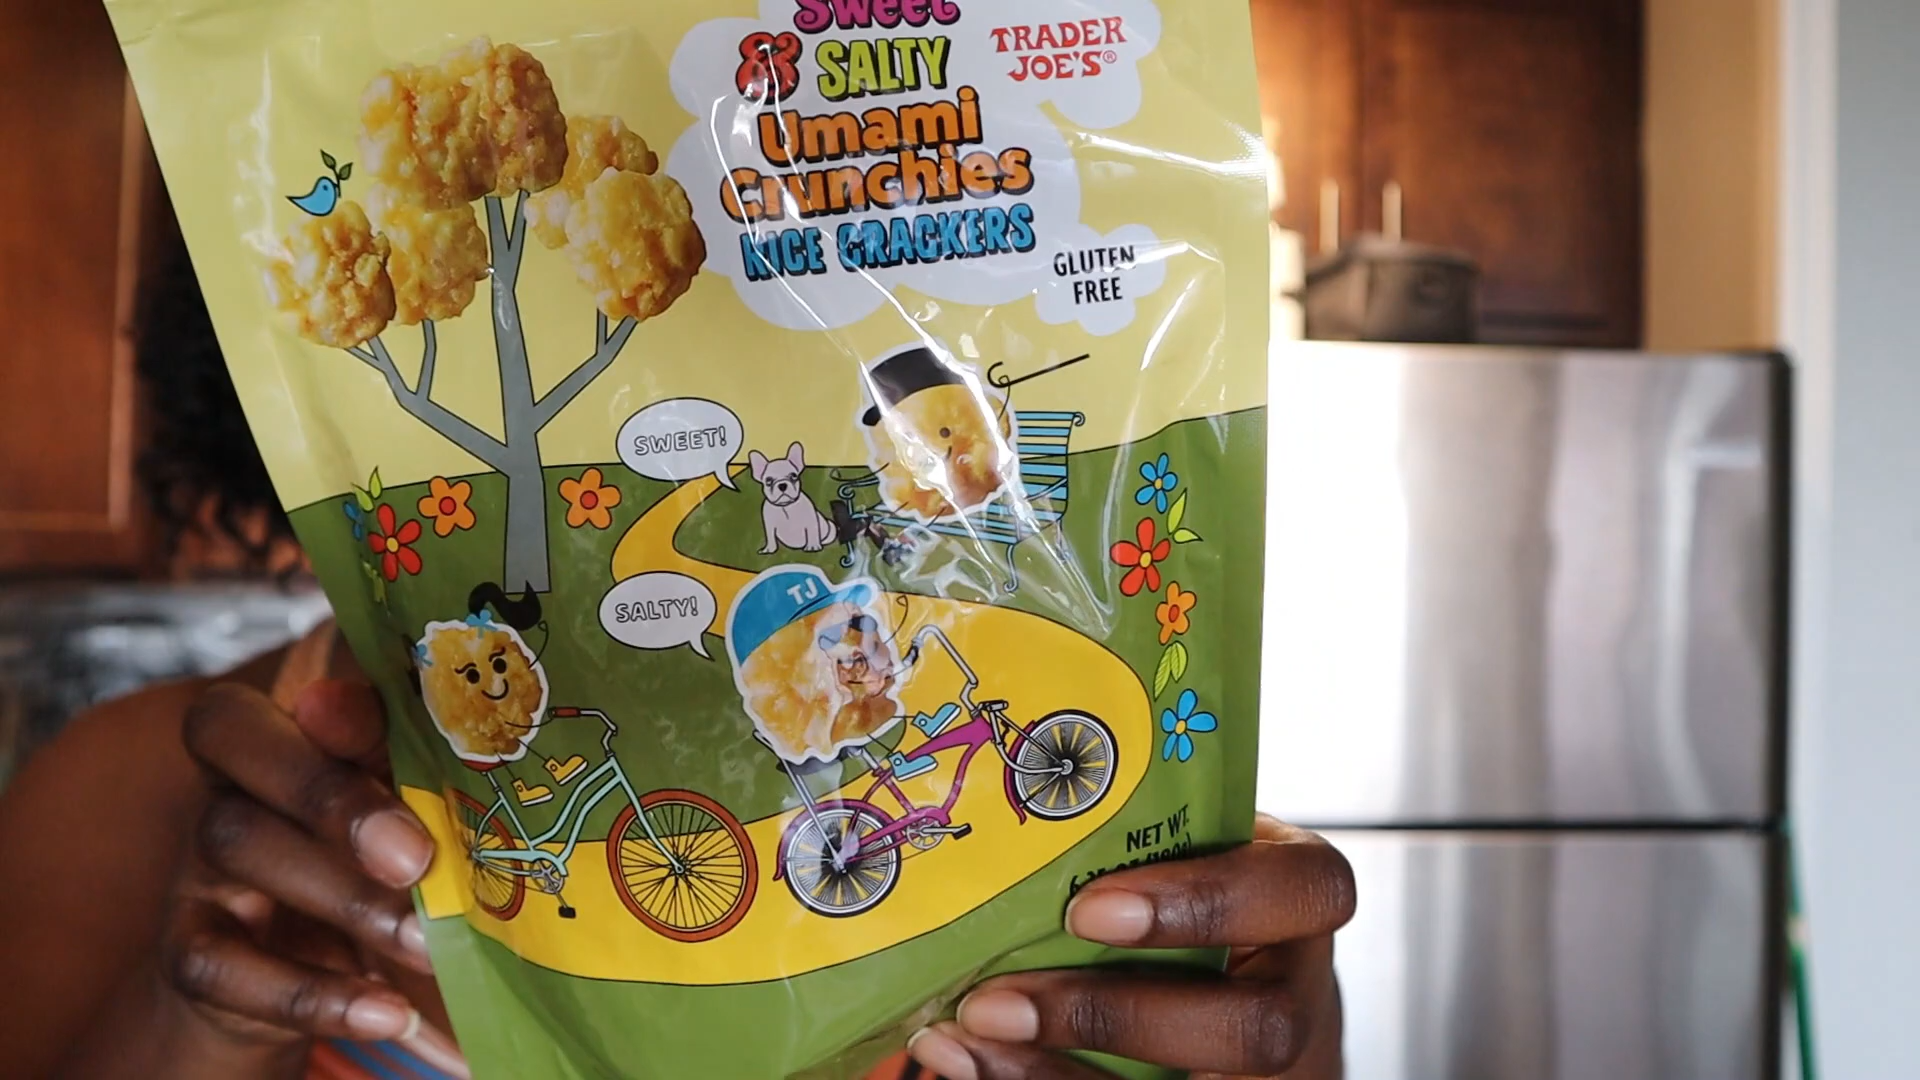 Sweet
& SALTY
Umami
Crunchies
RICE CRACKERS
TRADER
JOE'S®
GLUTEN
FREE
SWEET!
SALTY!
TJ
NET WT.